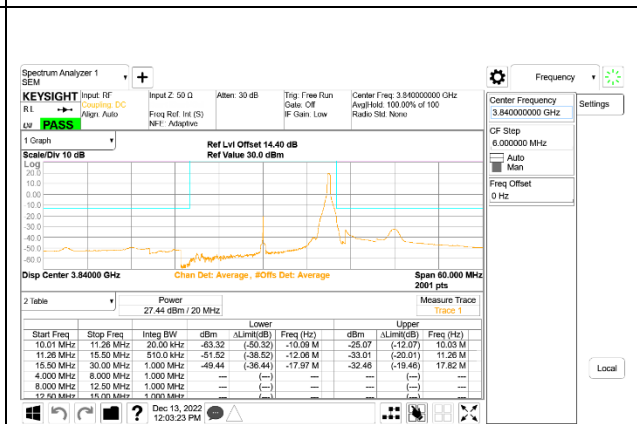 Spectrum Analyzer 1
SEM
Frequency
KEYSIGHT Input: RF Input Z: 50 Ω Atten: 30 dB Trig: Free Run Center Freq: 3.840000000 GHz
RL Coupling: DC Gate: Off Avg|Hold: 100.00% of 100
Align: Auto Freq Ref: Int (S) IF Gain: Low Radio Std: None
PASS NFE: Adaptive
Center Frequency
3.840000000 GHz
Settings
CF Step
6.000000 MHz
Auto
Man
Freq Offset
0 Hz
Local
1 Graph
Ref Lvl Offset 14.40 dB
Scale/Div 10 dB Ref Value 30.0 dBm
Log
20.0
10.0
0.00
-10.0
-20.0
-30.0
-40.0
-50.0
-60.0
Disp Center 3.84000 GHz Chan Det: Average, #Offs Det: Average Span 60.000 MHz
2001 pts
2 Table
Power
27.44 dBm / 20 MHz
Measure Trace
Trace 1
Lower Upper
Start Freq Stop Freq Integ BW dBm ΔLimit(dB) Freq (Hz) dBm ΔLimit(dB) Freq (Hz)
10.01 MHz 11.26 MHz 20.00 kHz -63.32 (-50.32) -10.09 M -25.07 (-12.07) 10.03 M
11.26 MHz 15.50 MHz 510.0 kHz -51.52 (-38.52) -12.06 M -33.01 (-20.01) 11.26 M
15.50 MHz 30.00 MHz 1.000 MHz -49.44 (-36.44) -17.97 M -32.46 (-19.46) 17.82 M
4.000 MHz 8.000 MHz 1.000 MHz --- (---) --- --- (---) ---
8.000 MHz 12.50 MHz 1.000 MHz --- (---) --- --- (---) ---
12.50 MHz 15.00 MHz 1.000 MHz --- (---) --- --- (---) ---
Dec 13, 2022
12:03:23 PM